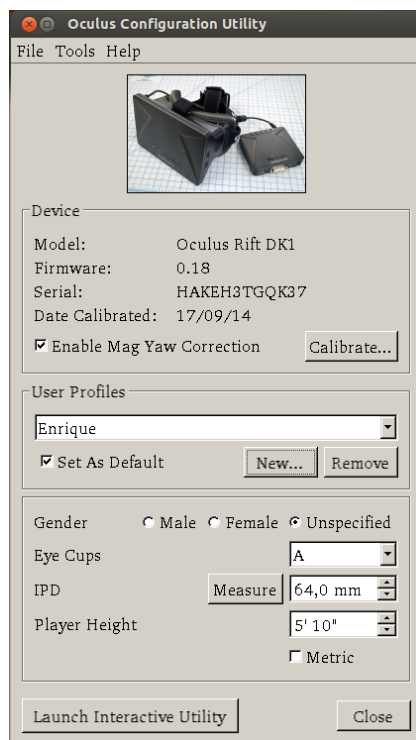 Oculus Configuration Utility
File Tools Help
Device
Model: Oculus Rift DK1
Firmware: 0.18
Serial: HAKEH3TGQK37
Date Calibrated: 17/09/14
Enable Mag Yaw Correction Calibrate...
User Profiles
Enrique
Set As Default New... Remove
Gender Male Female Unspecified
Eye Cups A
IPD Measure 64,0 mm
Player Height 5' 10"
Metric
Launch Interactive Utility Close